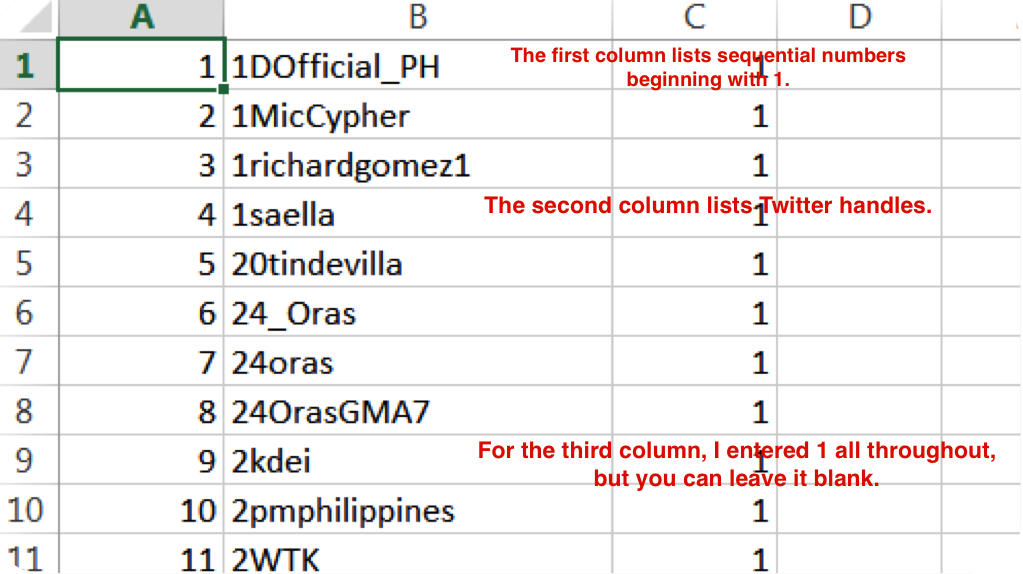 A B C D
1 1 1DOfficial_PH 1
The first column lists sequential numbers
beginning with 1.
2 2 1MicCypher 1
3 3 1richardgomez1 1
4 4 1saella 1
The second column lists Twitter handles.
5 5 20tindevilla 1
6 6 24_Oras 1
7 7 24oras 1
8 8 24OrasGMA7 1
9 9 2kdei 1
For the third column, I entered 1 all throughout,
but you can leave it blank.
10 10 2pmphilippines 1
11 11 2WTK 1